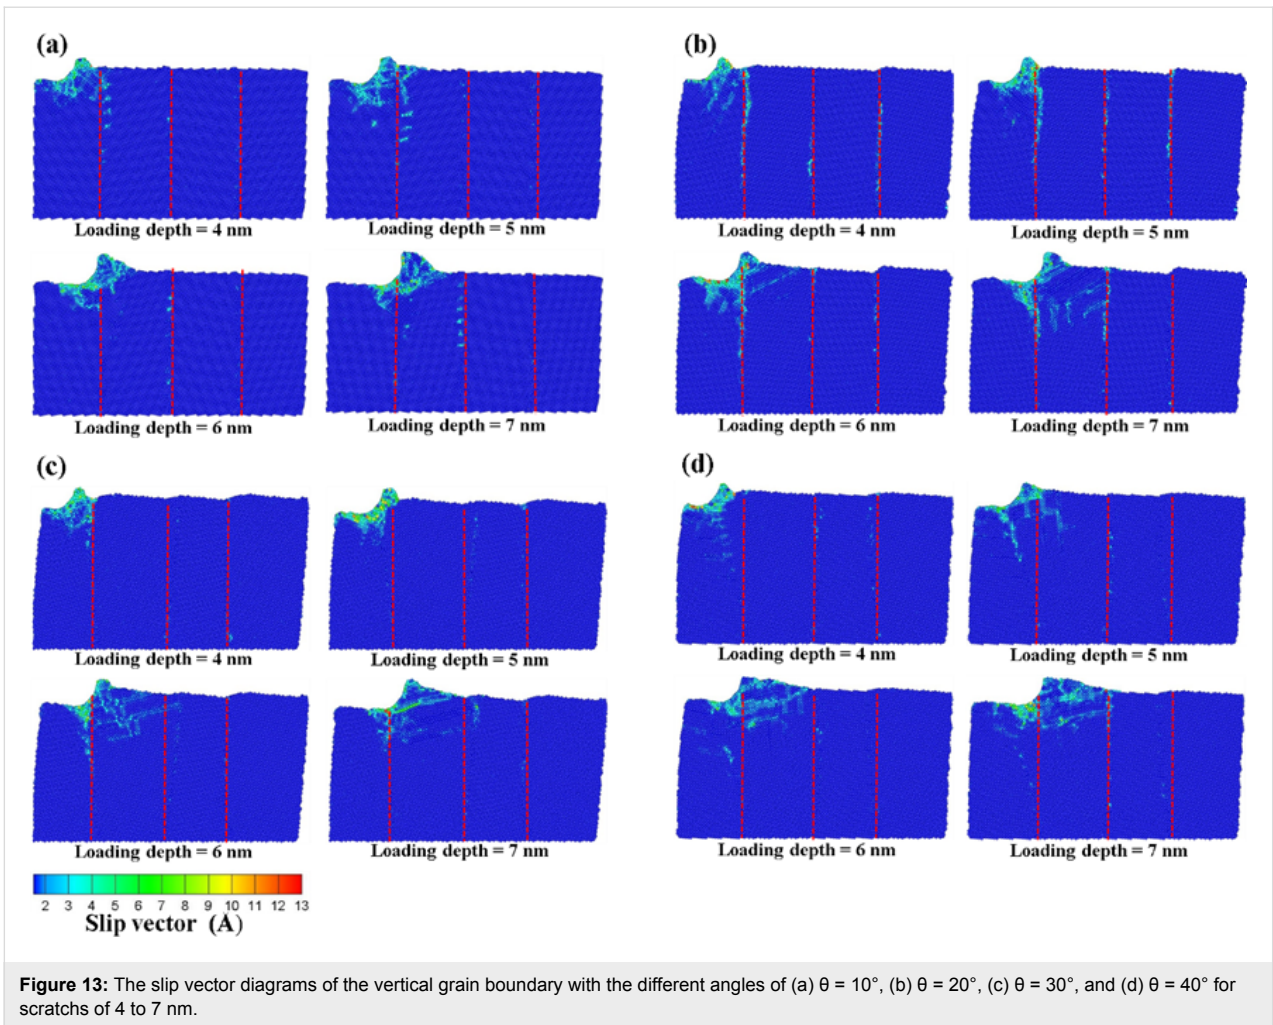 (a)
(b)
Loading depth = 4 nm
Loading depth = 5 nm
Loading depth = 4 nm
Loading depth = 5 nm
Loading depth = 6 nm
Loading depth = 7 nm
Loading depth = 6 nm
Loading depth = 7 nm
(c)
(d)
Loading depth = 4 nm
Loading depth = 5 nm
Loading depth = 4 nm
Loading depth = 5 nm
Loading depth = 6 nm
Loading depth = 7 nm
Loading depth = 6 nm
Loading depth = 7 nm
2 3 4 5 6 7 8 9 10 11 12 13
Slip vector (Å)
Figure 13: The slip vector diagrams of the vertical grain boundary with the different angles of (a) θ = 10°, (b) θ = 20°, (c) θ = 30°, and (d) θ = 40° for
scratchs of 4 to 7 nm.